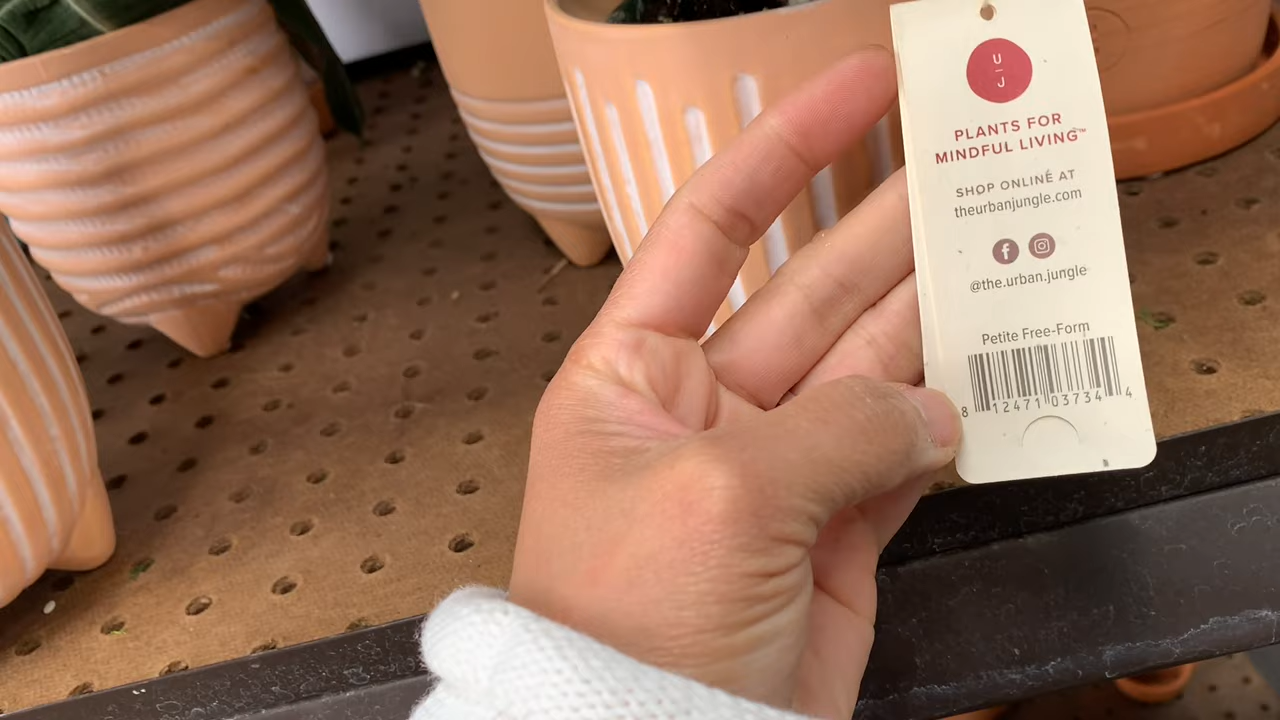 U
J
PLANTS FOR
MINDFUL LIVING™
SHOP ONLINE AT
theurbanjungle.com
@the.urban.jungle
Petite Free-Form
8 12471 03734 4